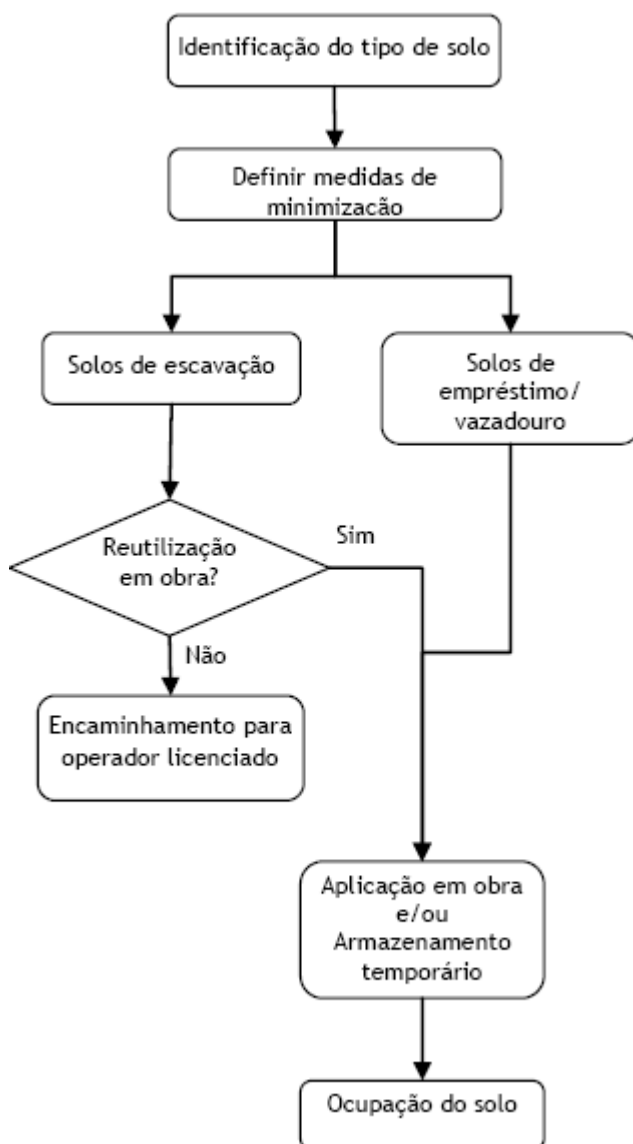 Identificação do tipo de solo
Definir medidas de
minimizacão
Solos de escavação
Solos de
empréstimo/
vazadouro
Reutilização
em obra?
Sim
Não
Encaminhamento para
operador licenciado
Aplicação em obra
e/ou
Armazenamento
temporário
Ocupação do solo